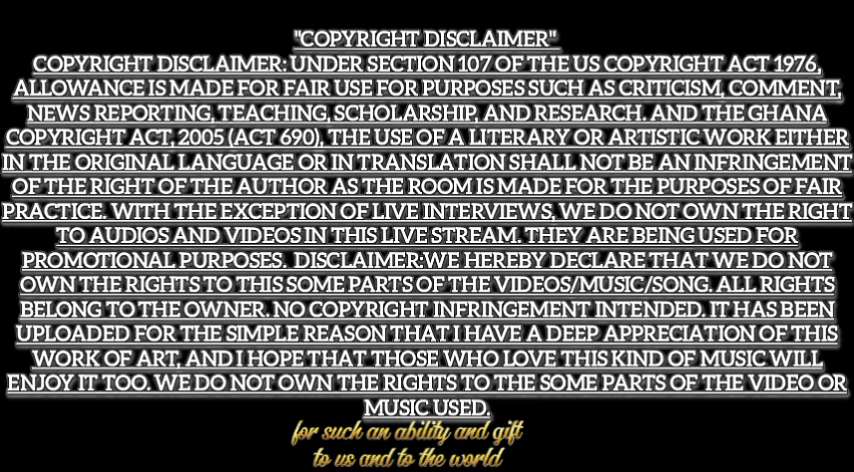 "COPYRIGHT DISCLAIMER"
COPYRIGHT DISCLAIMER: UNDER SECTION 107 OF THE US COPYRIGHT ACT 1976,
ALLOWANCE IS MADE FOR FAIR USE FOR PURPOSES SUCH AS CRITICISM, COMMENT,
NEWS REPORTING, TEACHING, SCHOLARSHIP, AND RESEARCH. AND THE GHANA
COPYRIGHT ACT, 2005 (ACT 690), THE USE OF A LITERARY OR ARTISTIC WORK EITHER
IN THE ORIGINAL LANGUAGE OR IN TRANSLATION SHALL NOT BE AN INFRINGEMENT
OF THE RIGHT OF THE AUTHOR AS THE ROOM IS MADE FOR THE PURPOSES OF FAIR
PRACTICE. WITH THE EXCEPTION OF LIVE INTERVIEWS, WE DO NOT OWN THE RIGHT
TO AUDIOS AND VIDEOS IN THIS LIVE STREAM. THEY ARE BEING USED FOR
PROMOTIONAL PURPOSES. DISCLAIMER:WE HEREBY DECLARE THAT WE DO NOT
OWN THE RIGHTS TO THIS SOME PARTS OF THE VIDEOS/MUSIC/SONG. ALL RIGHTS
BELONG TO THE OWNER. NO COPYRIGHT INFRINGEMENT INTENDED. IT HAS BEEN
UPLOADED FOR THE SIMPLE REASON THAT I HAVE A DEEP APPRECIATION OF THIS
WORK OF ART, AND I HOPE THAT THOSE WHO LOVE THIS KIND OF MUSIC WILL
ENJOY IT TOO. WE DO NOT OWN THE RIGHTS TO THE SOME PARTS OF THE VIDEO OR
MUSIC USED.
for such an ability and gift
to us and to the world